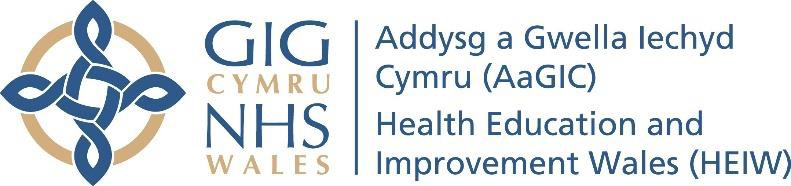 GIG
CYMRU
NHS
WALES
Addysg a Gwella Iechyd
Cymru (AaGIC)
Health Education and
Improvement Wales (HEIW)